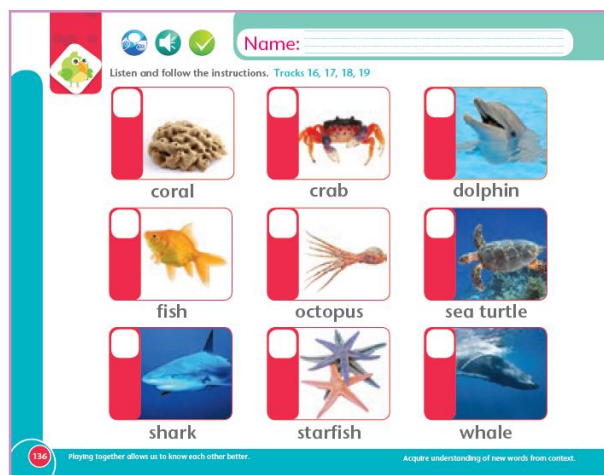 Name:
Listen and follow the instructions. Tracks 16, 17, 18, 19
coral
crab
dolphin
fish
octopus
sea turtle
shark
starfish
whale
136
Playing together allows us to know each other better.
Acquire understanding of new words from context.